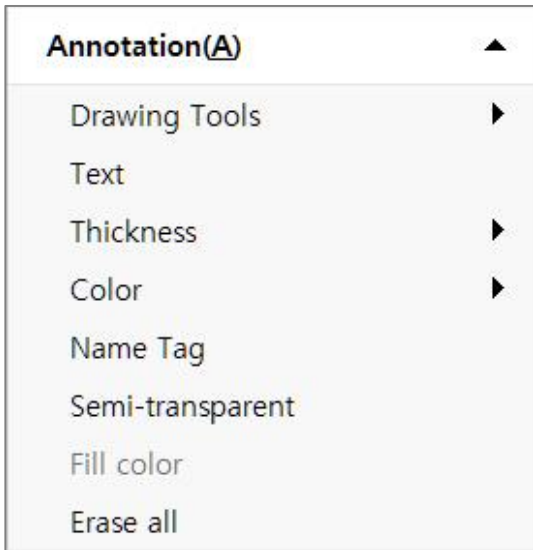 Annotation(A)
Drawing Tools
Text
Thickness
Color
Name Tag
Semi-transparent
Fill color
Erase all